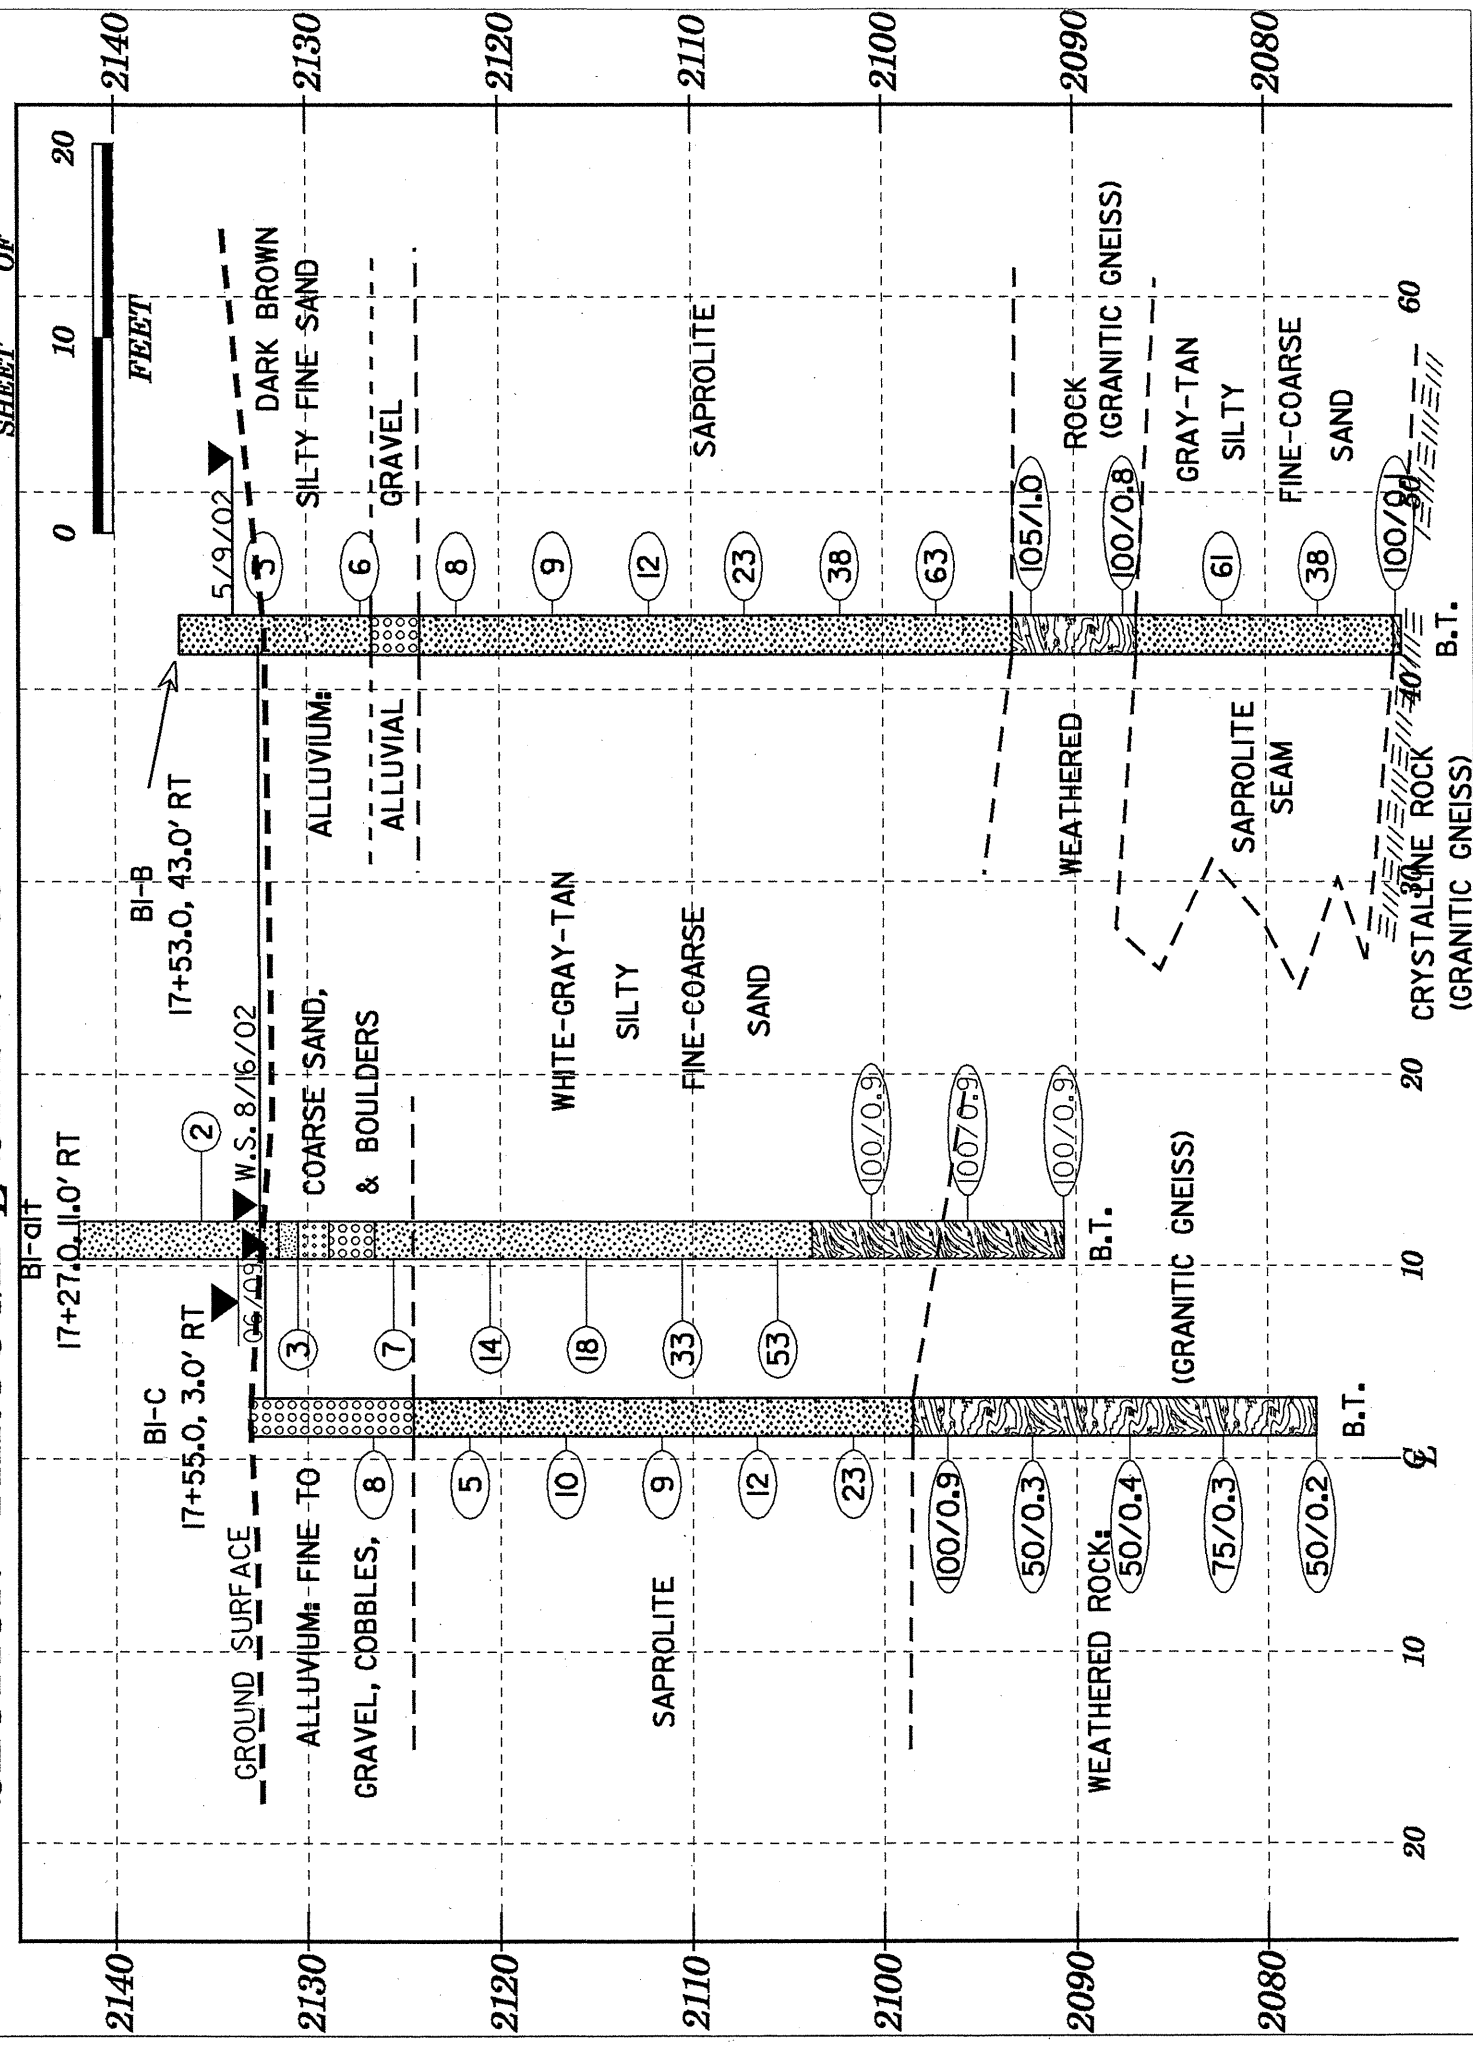 SHEET OF
0 10 20
FEET
2140 2140
2130 2130
2120 2120
2110 2110
2100 2100
2090 2090
2080 2080
BI-alt
17+27.0, 11.0' RT
BI-C
17+55.0, 3.0' RT
BI-B
17+53.0, 43.0' RT
GROUND SURFACE
06/09
W.S. 8/16/02
5/9/02
ALLUVIUM: FINE TO COARSE SAND,
GRAVEL, COBBLES, & BOULDERS
ALLUVIUM: DARK BROWN
SILTY FINE SAND
ALLUVIAL GRAVEL
SAPROLITE
WHITE-GRAY-TAN
SILTY
FINE-COARSE
SAND
SAPROLITE
WEATHERED ROCK
(GRANITIC GNEISS)
WEATHERED ROCK:
(GRANITIC GNEISS)
SAPROLITE
SEAM
GRAY-TAN
SILTY
FINE-COARSE
SAND
CRYSTALLINE ROCK
(GRANITIC GNEISS)
8
5
10
9
12
23
100/0.9
50/0.3
50/0.4
75/0.3
50/0.2
B.T.
2
3
7
14
18
33
53
100/0.9
100/0.9
100/0.9
B.T.
3
6
8
9
12
23
38
63
105/1.0
100/0.8
61
38
100/0.1
B.T.
20 10 CL 10 20 30 40 50 60